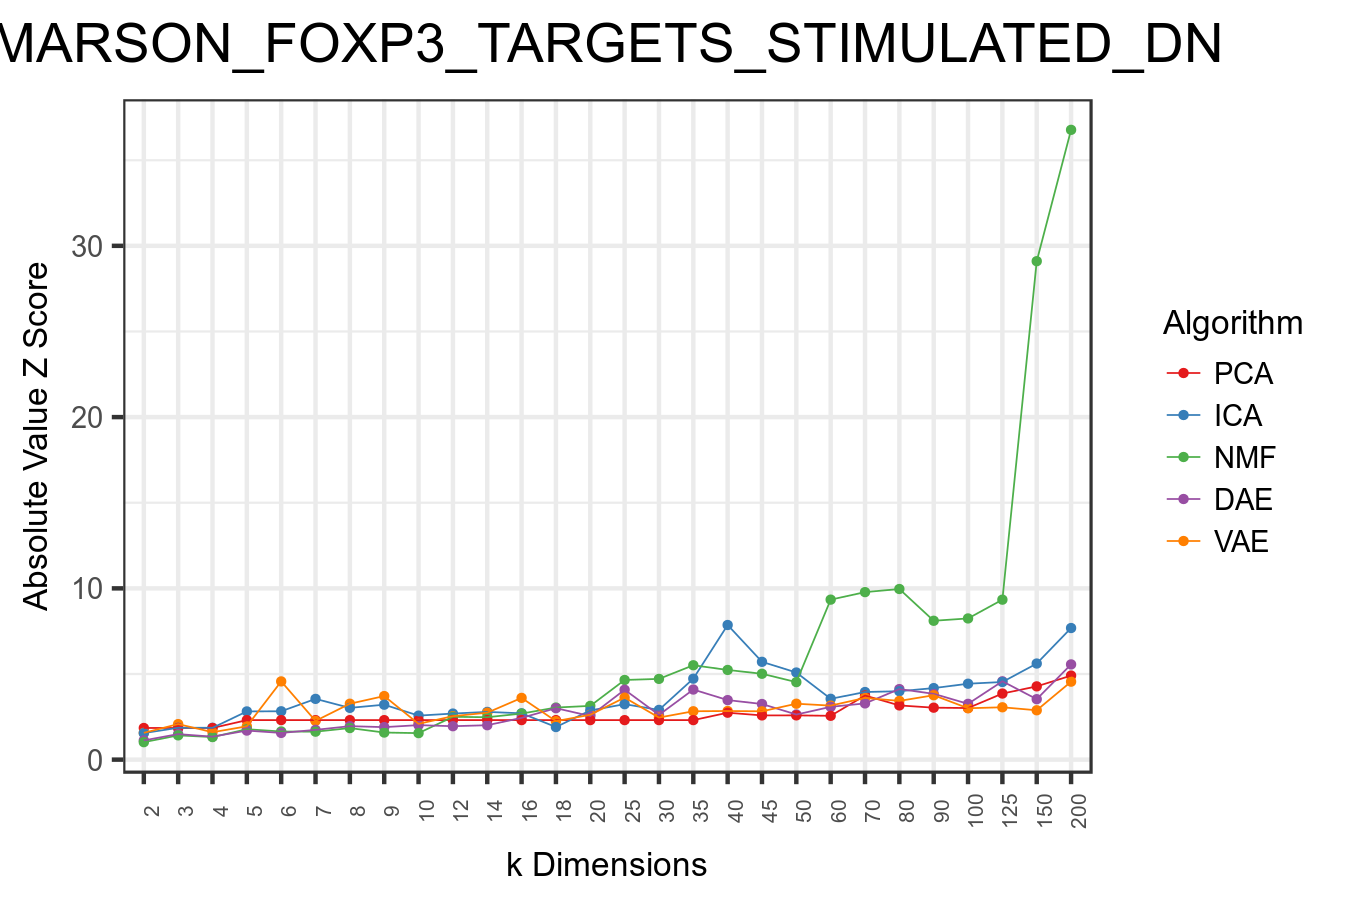 MARSON_FOXP3_TARGETS_STIMULATED_DN
Absolute Value Z Score
30
20
10
0
2 3 4 5 6 7 8 9 10 12 14 16 18 20 25 30 35 40 45 50 60 70 80 90 100 125 150 200
k Dimensions
Algorithm
PCA
ICA
NMF
DAE
VAE